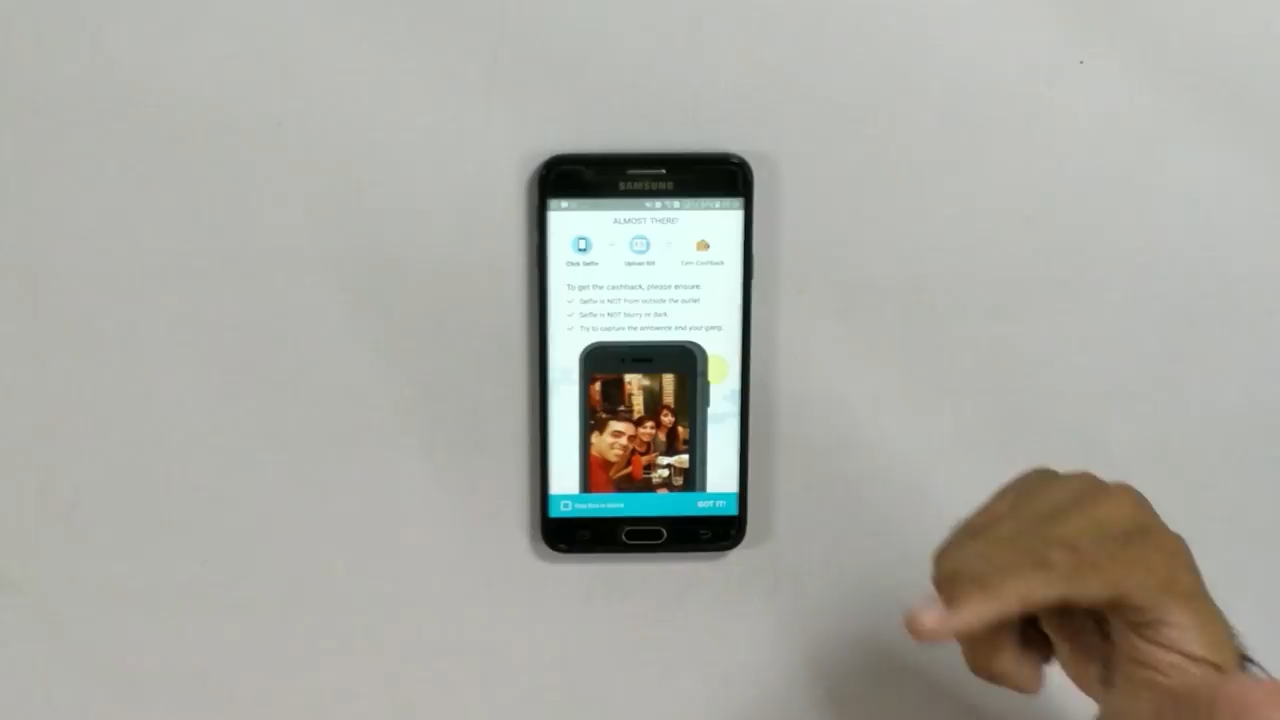 SAMSUNG
ALMOST THERE!
Click Selfie
Upload Bill
Earn Cashback
To get the cashback, please ensure:
Selfie is NOT from outside the outlet
Selfie is NOT blurry or dark
Try to capture the ambience and your gang.
GOT IT!